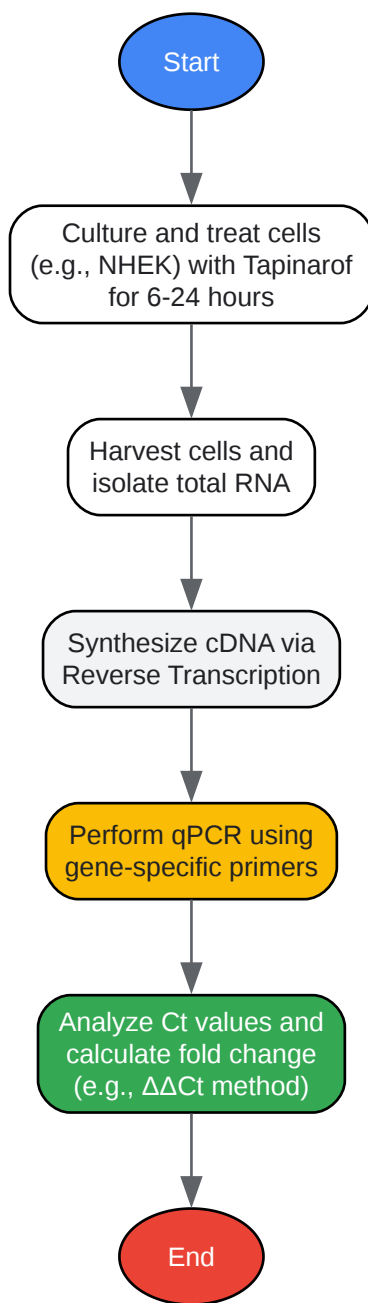 Start
Culture and treat cells
(e.g., NHEK) with Tapinarof
for 6-24 hours
Harvest cells and
isolate total RNA
Synthesize cDNA via
Reverse Transcription
Perform qPCR using
gene-specific primers
Analyze Ct values and
calculate fold change
(e.g., ΔΔCt method)
End